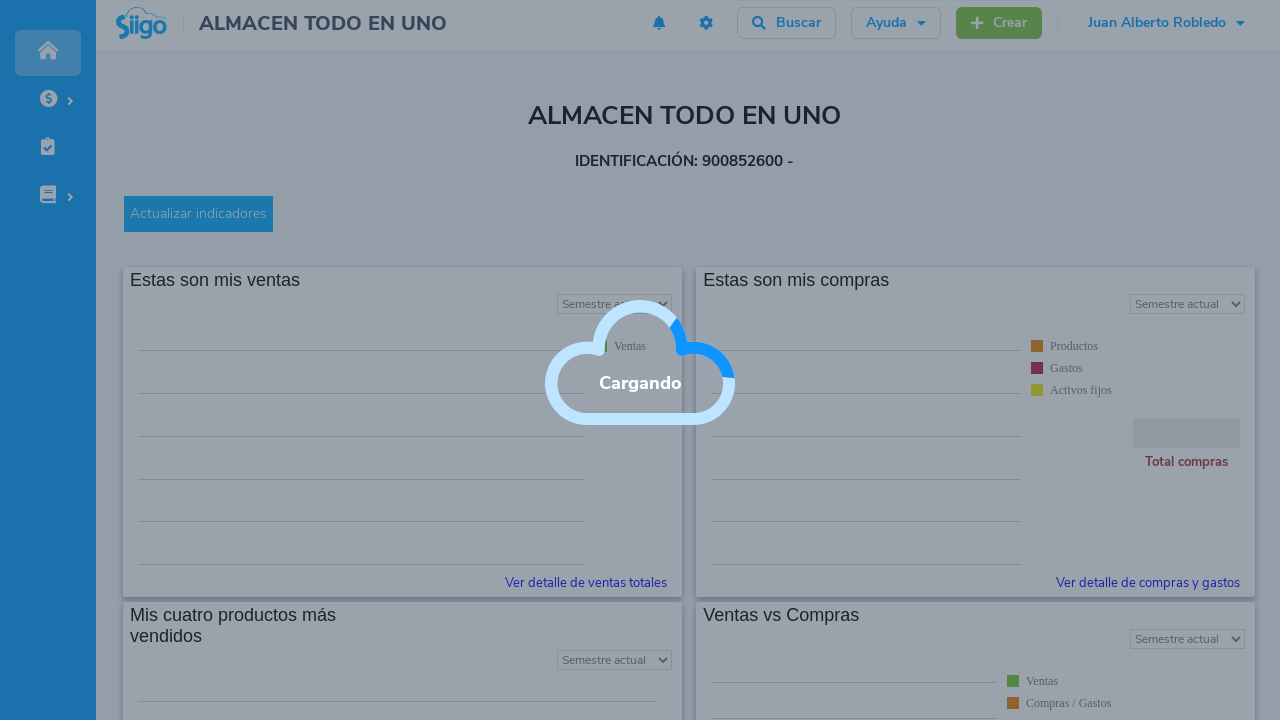 Siigo
ALMACEN TODO EN UNO
Buscar
Ayuda
Crear
Juan Alberto Robledo
ALMACEN TODO EN UNO
IDENTIFICACIÓN: 900852600 -
Actualizar indicadores
Estas son mis ventas
Semestre actual
Ventas
Ver detalle de ventas totales
Estas son mis compras
Semestre actual
Productos
Gastos
Activos fijos
Total compras
Ver detalle de compras y gastos
Cargando
Mis cuatro productos más
vendidos
Semestre actual
Ventas vs Compras
Semestre actual
Ventas
Compras / Gastos